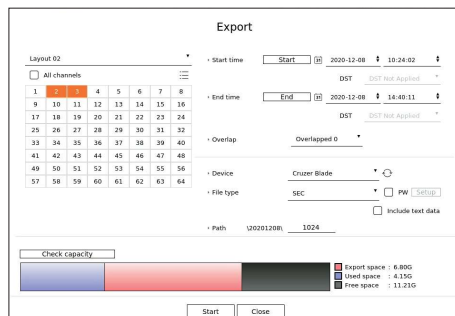 Export
Layout 02
All channels
1 2 3 4 5 6 7 8
9 10 11 12 13 14 15 16
17 18 19 20 21 22 23 24
25 26 27 28 29 30 31 32
33 34 35 36 37 38 39 40
41 42 43 44 45 46 47 48
49 50 51 52 53 54 55 56
57 58 59 60 61 62 63 64
Start time Start 2020-12-08 10:24:02
DST DST Not Applied
End time End 2020-12-08 14:40:11
DST DST Not Applied
Overlap Overlapped 0
Device Cruzer Blade
File type SEC PW Setup
Include text data
Path \20201208\ 1024
Check capacity
Export space : 6.80G
Used space : 4.15G
Free space : 11.21G
Start Close